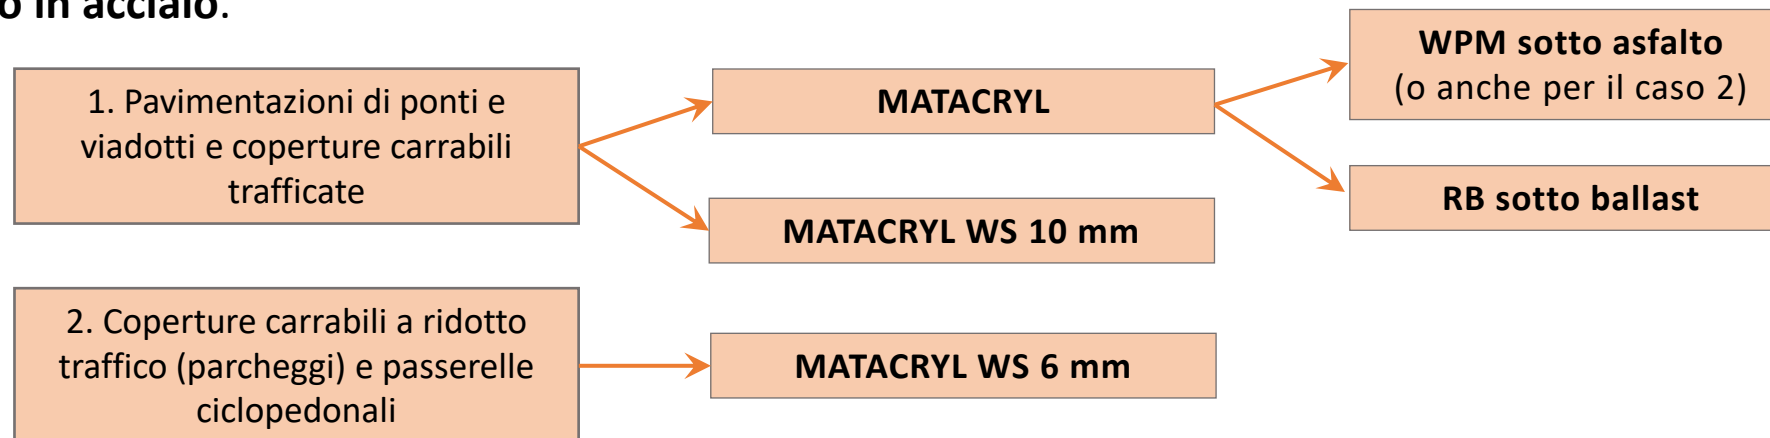 o in acciaio.
1. Pavimentazioni di ponti e
viadotti e coperture carrabili
trafficate
MATACRYL
WPM sotto asfalto
(o anche per il caso 2)
RB sotto ballast
MATACRYL WS 10 mm
2. Coperture carrabili a ridotto
traffico (parcheggi) e passerelle
ciclopedonali
MATACRYL WS 6 mm